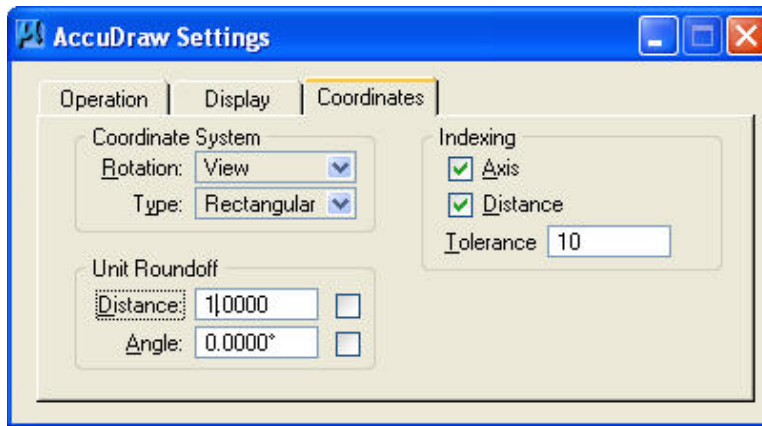 AccuDraw Settings
Operation Display Coordinates
Coordinate System
Rotation: View
Type: Rectangular
Unit Roundoff
Distance: 1.0000
Angle: 0.0000°
Indexing
Axis
Distance
Tolerance 10